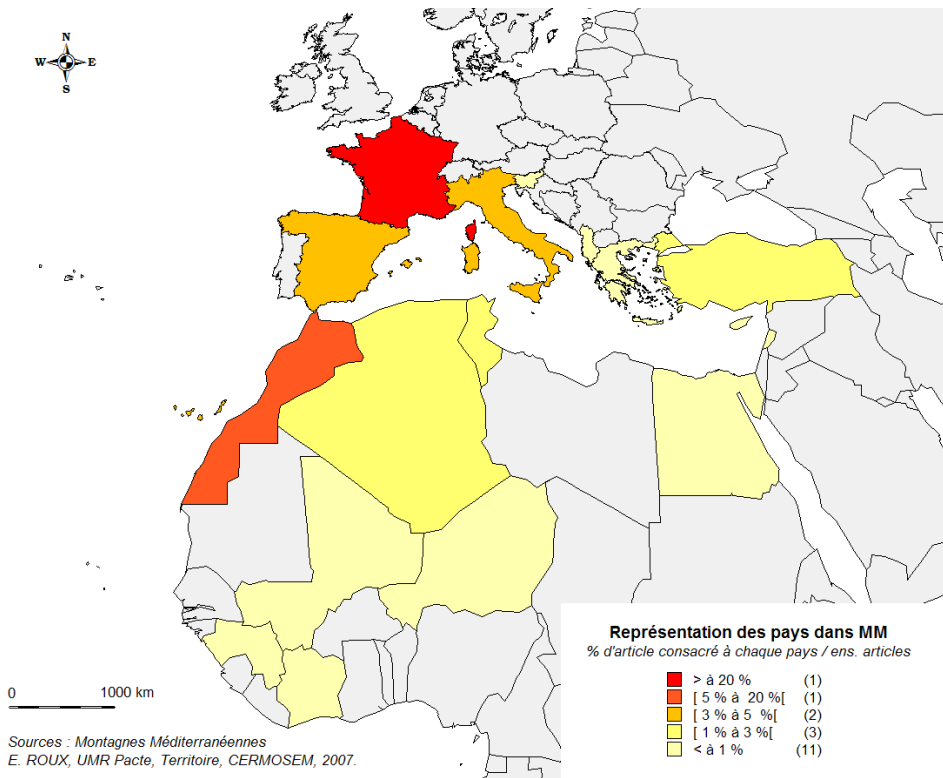 N
W E
S
Représentation des pays dans MM
% d'article consacré à chaque pays / ens. articles
> à 20 % (1)
[ 5 % à 20 %[ (1)
[ 3 % à 5 %[ (2)
[ 1 % à 3 %[ (3)
< à 1 % (11)
0 1000 km
Sources : Montagnes Méditerranéennes
E. ROUX, UMR Pacte, Territoire, CERMOSEM, 2007.